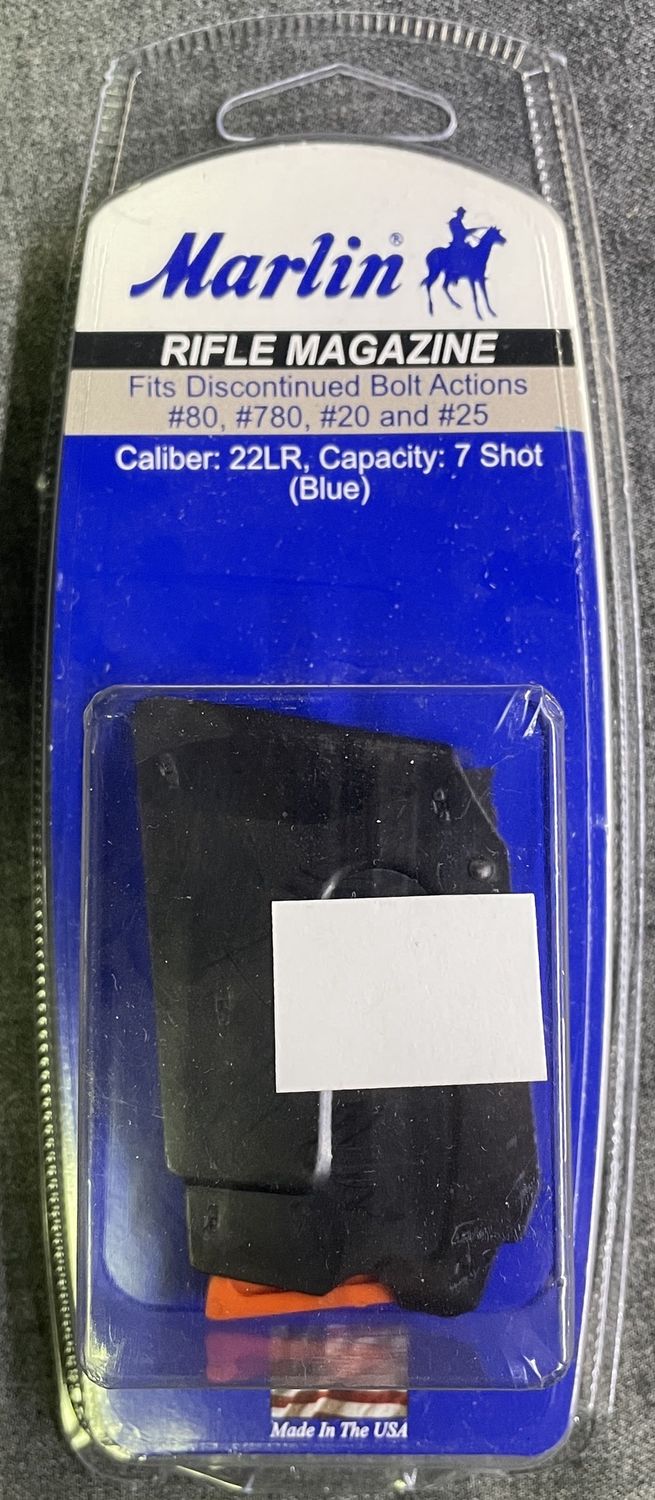 Marlin®
RIFLE MAGAZINE
Fits Discontinued Bolt Actions
#80, #780, #20 and #25
Caliber: 22LR, Capacity: 7 Shot
(Blue)
Made In The USA